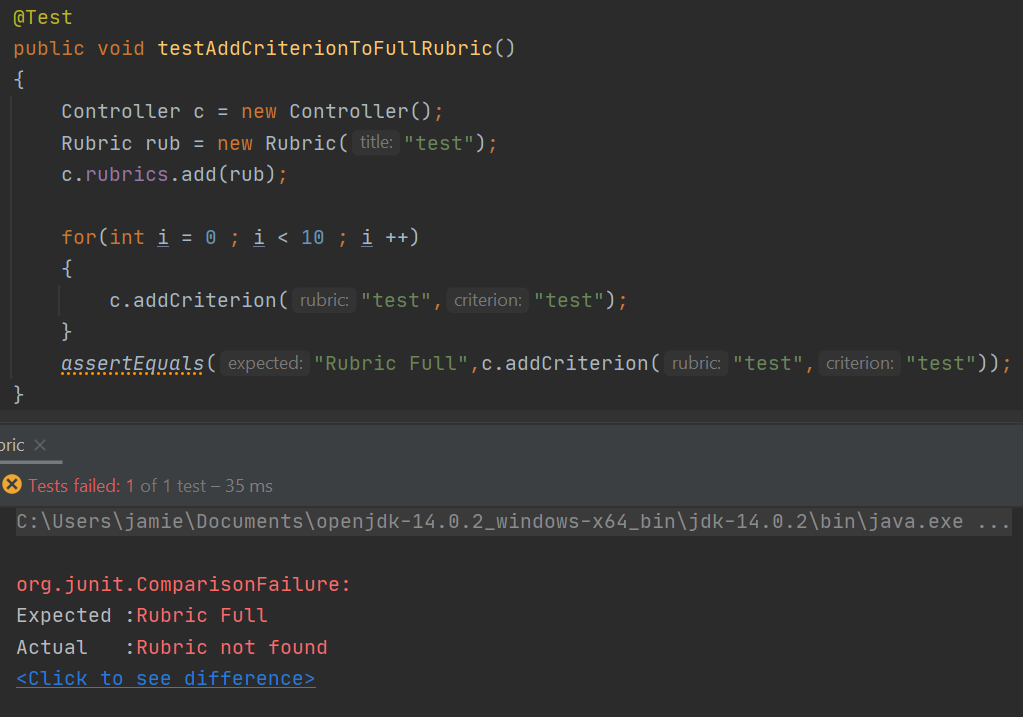 @Test
public void testAddCriterionToFullRubric()
{
Controller c = new Controller();
Rubric rub = new Rubric( title: "test");
c.rubrics.add(rub);
for(int i = 0 ; i < 10 ; i ++)
{
c.addCriterion( rubric: "test", criterion: "test");
}
assertEquals( expected: "Rubric Full",c.addCriterion( rubric: "test", criterion: "test"));
}
bric ×
Tests failed: 1 of 1 test – 35 ms
C:\Users\jamie\Documents\openjdk-14.0.2_windows-x64_bin\jdk-14.0.2\bin\java.exe ...
org.junit.ComparisonFailure:
Expected :Rubric Full
Actual   :Rubric not found
<Click to see difference>